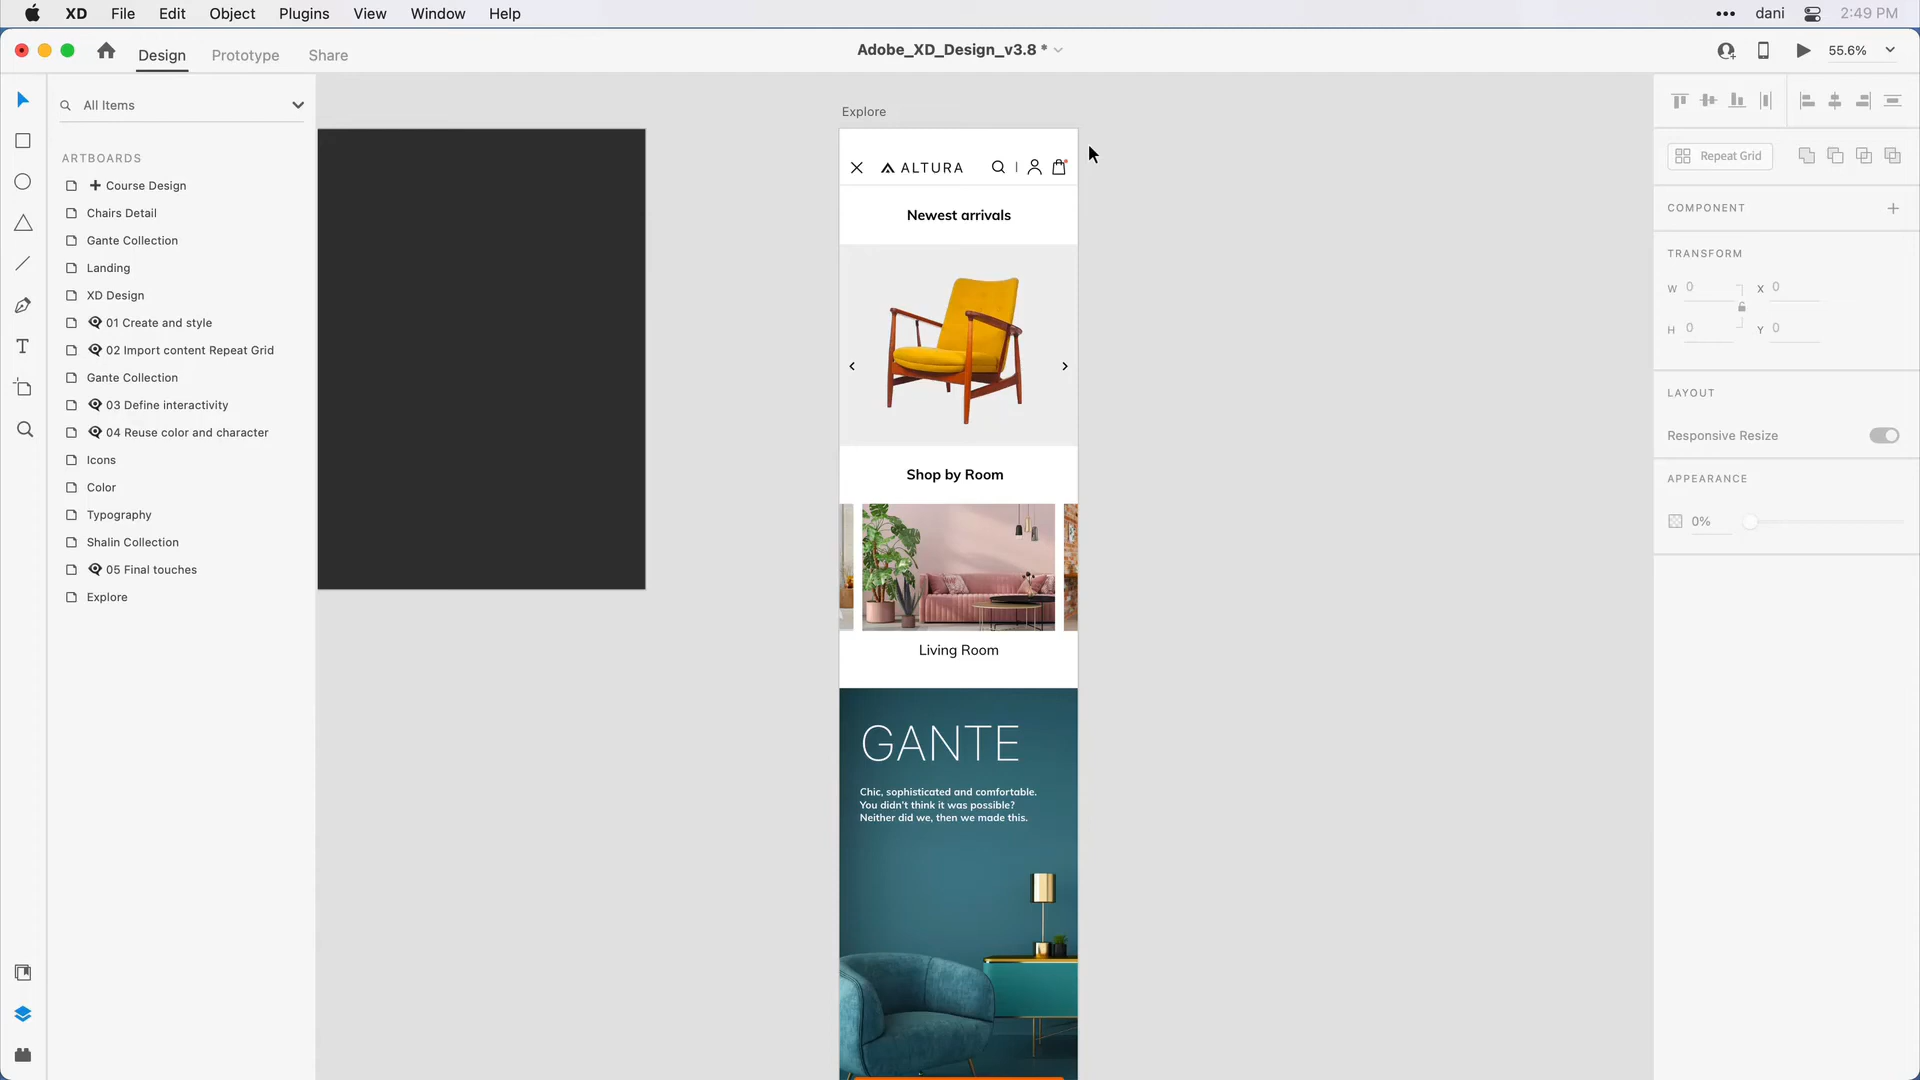 XD File Edit Object Plugins View Window Help
dani 2:49 PM
Design Prototype Share
Adobe_XD_Design_v3.8 *
55.6%
All Items
ARTBOARDS
Course Design
Chairs Detail
Gante Collection
Landing
XD Design
01 Create and style
02 Import content Repeat Grid
Gante Collection
03 Define interactivity
04 Reuse color and character
Icons
Color
Typography
Shalin Collection
05 Final touches
Explore
Explore
ALTURA
Newest arrivals
Shop by Room
Living Room
GANTE
Chic, sophisticated and comfortable.
You didn't think it was possible?
Neither did we, then we made this.
Repeat Grid
COMPONENT
TRANSFORM
W 0 X 0
H 0 Y 0
LAYOUT
Responsive Resize
APPEARANCE
0%